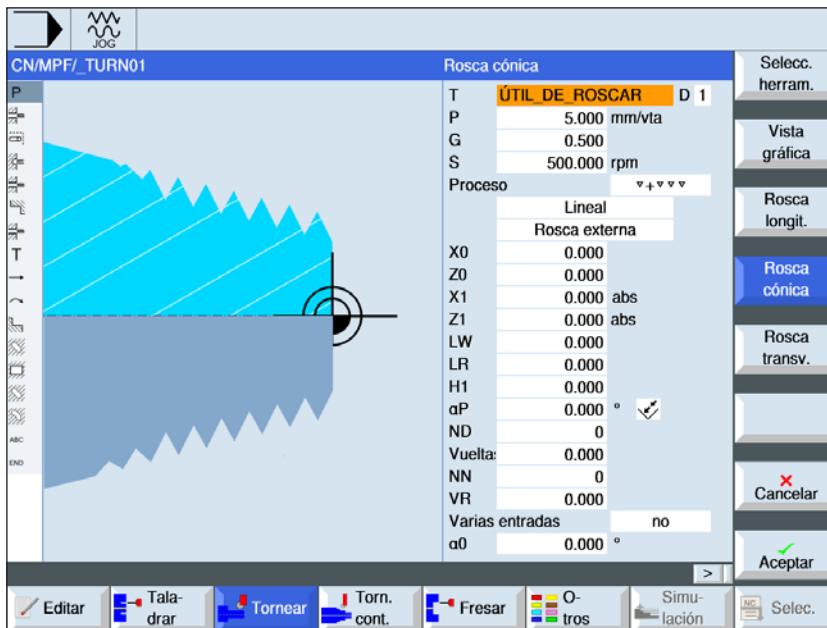 JOG
CN/MPF/_TURN01
Rosca cónica
P
T
ABC
END
T ÚTIL_DE_ROSCAR D 1
P 5.000 mm/vta
G 0.500
S 500.000 rpm
Proceso ▿+▿▿▿
Lineal
Rosca externa
X0 0.000
Z0 0.000
X1 0.000 abs
Z1 0.000 abs
LW 0.000
LR 0.000
H1 0.000
αP 0.000 °
ND 0
Vuelta: 0.000
NN 0
VR 0.000
Varias entradas no
α0 0.000 °
>
Selecc.
herram.
Vista
gráfica
Rosca
longit.
Rosca
cónica
Rosca
transv.
Cancelar
Aceptar
Editar
Tala-
drar
Tornear
Torn.
cont.
Fresar
O-
tros
Simu-
lación
NC
Selec.